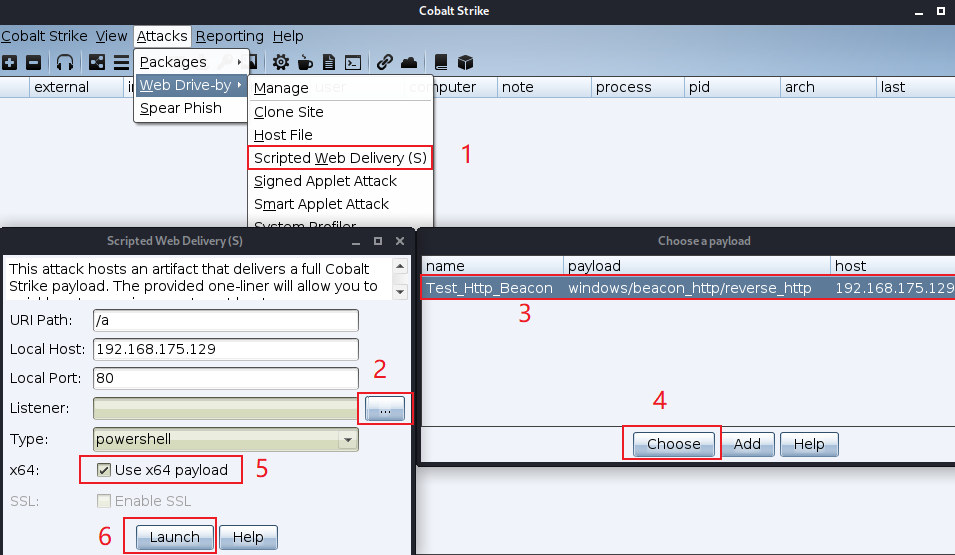 Cobalt Strike
Cobalt Strike View Attacks Reporting Help
Packages
external
user
computer note process pid arch last
Web Drive-by
Manage
Spear Phish
Clone Site
Host File
Scripted Web Delivery (S) 1
Signed Applet Attack
Smart Applet Attack
System Profiler
Scripted Web Delivery (S)
This attack hosts an artifact that delivers a full Cobalt
Strike payload. The provided one-liner will allow you to
URI Path: /a
Local Host: 192.168.175.129
Local Port: 80
2
Listener: ...
Type: powershell
x64: Use x64 payload 5
SSL: Enable SSL
6 Launch Help
Choose a payload
name payload host
Test_Http_Beacon windows/beacon_http/reverse_http 192.168.175.129
3
4
Choose Add Help